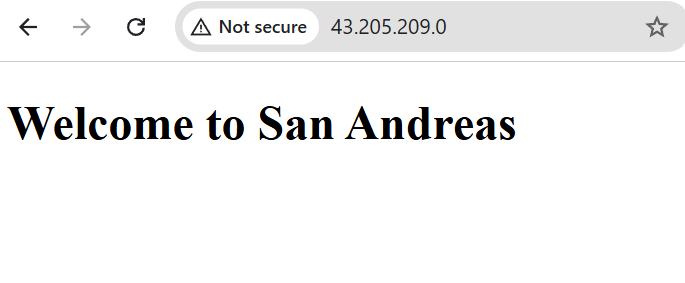 Not secure 43.205.209.0
Welcome to San Andreas